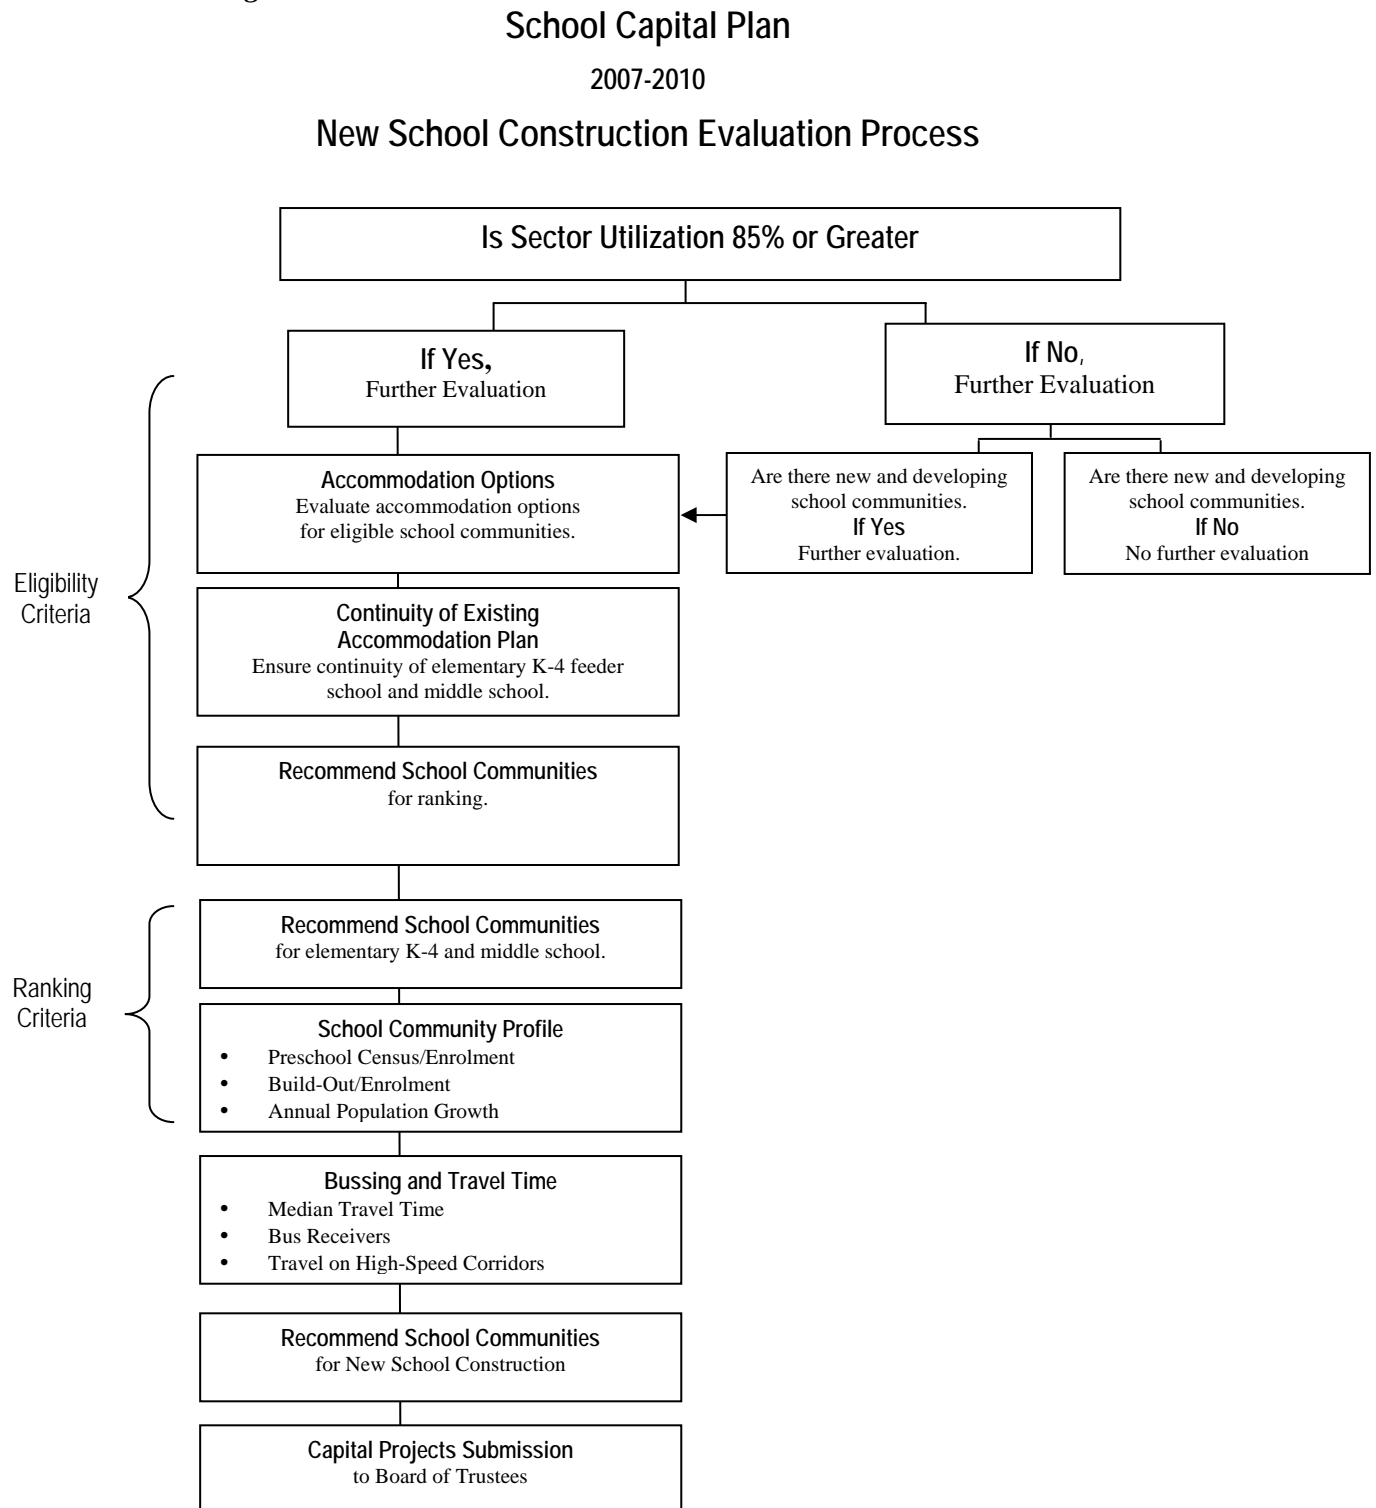 School Capital Plan
2007-2010
New School Construction Evaluation Process
Is Sector Utilization 85% or Greater
If Yes,
Further Evaluation
If No,
Further Evaluation
Accommodation Options
Evaluate accommodation options
for eligible school communities.
Are there new and developing
school communities.
If Yes
Further evaluation.
Are there new and developing
school communities.
If No
No further evaluation
Eligibility
Criteria
Continuity of Existing
Accommodation Plan
Ensure continuity of elementary K-4 feeder
school and middle school.
Recommend School Communities
for ranking.
Ranking
Criteria
Recommend School Communities
for elementary K-4 and middle school.
School Community Profile
• Preschool Census/Enrolment
• Build-Out/Enrolment
• Annual Population Growth
Bussing and Travel Time
• Median Travel Time
• Bus Receivers
• Travel on High-Speed Corridors
Recommend School Communities
for New School Construction
Capital Projects Submission
to Board of Trustees